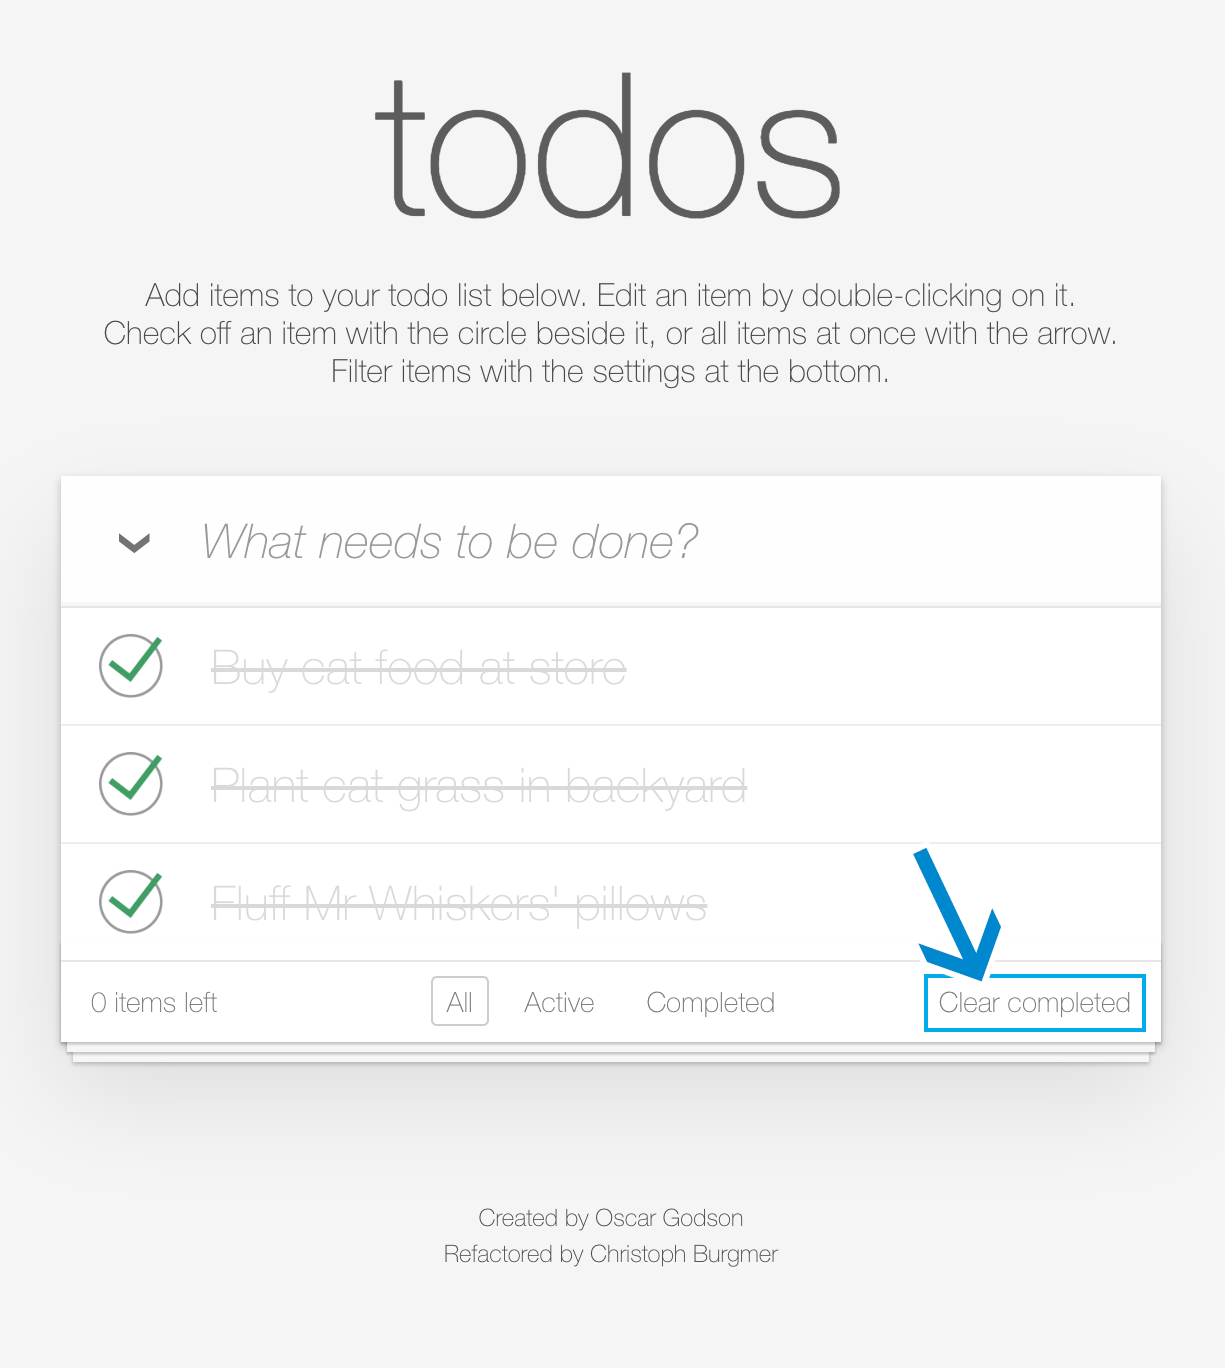 todos
Add items to your todo list below. Edit an item by double-clicking on it.
Check off an item with the circle beside it, or all items at once with the arrow.
Filter items with the settings at the bottom.
What needs to be done?
Buy cat food at store
Plant cat grass in backyard
Fluff Mr Whiskers' pillows
0 items left All Active Completed Clear completed
Created by Oscar Godson
Refactored by Christoph Burgmer